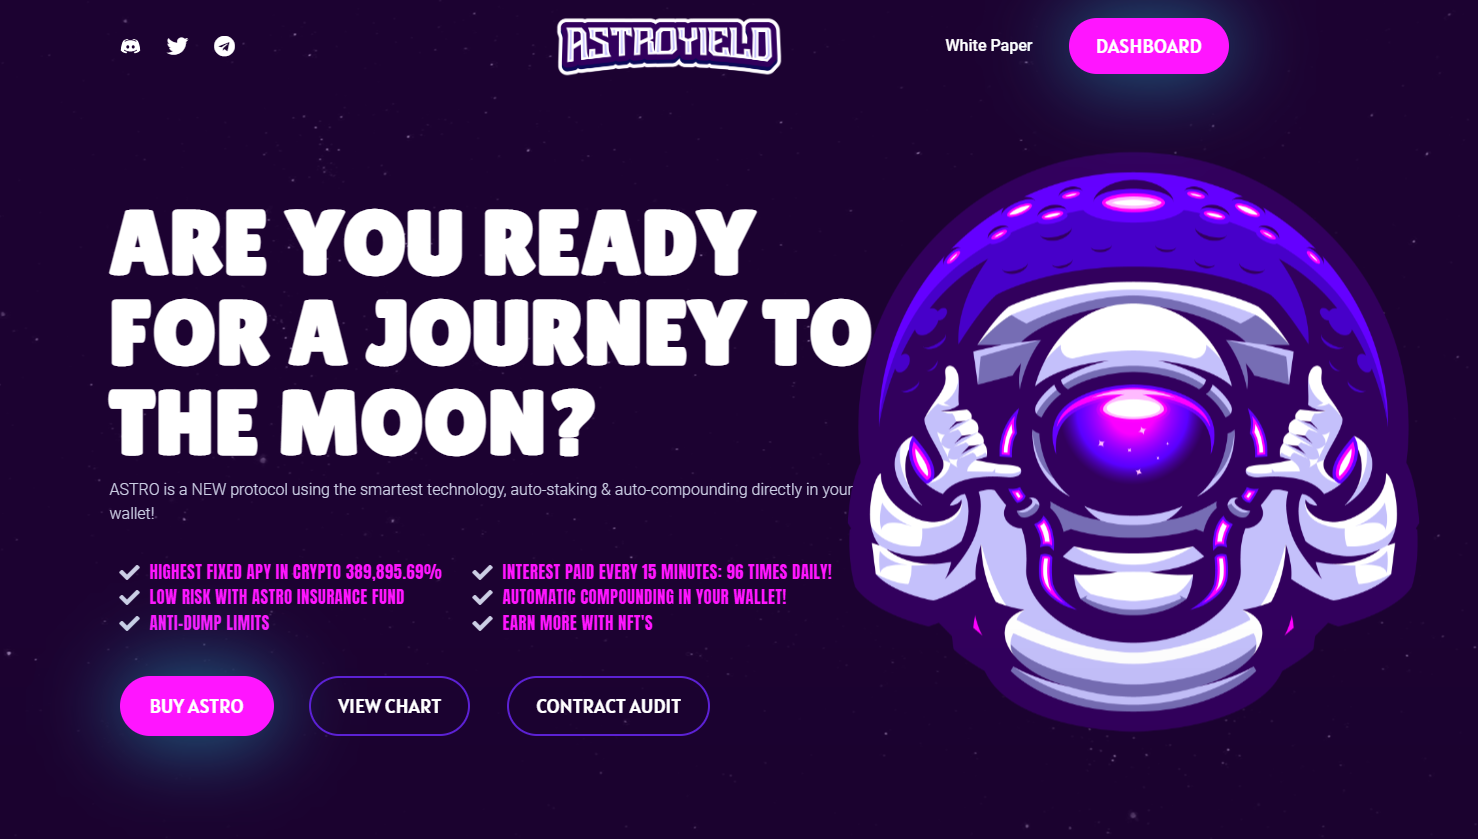 ASTROYIELD
White Paper
DASHBOARD
ARE YOU READY
FOR A JOURNEY TO
THE MOON?
ASTRO is a NEW protocol using the smartest technology, auto-staking & auto-compounding directly in your
wallet!
HIGHEST FIXED APY IN CRYPTO 389,895.69%
INTEREST PAID EVERY 15 MINUTES: 96 TIMES DAILY!
LOW RISK WITH ASTRO INSURANCE FUND
AUTOMATIC COMPOUNDING IN YOUR WALLET!
ANTI-DUMP LIMITS
EARN MORE WITH NFT'S
BUY ASTRO
VIEW CHART
CONTRACT AUDIT